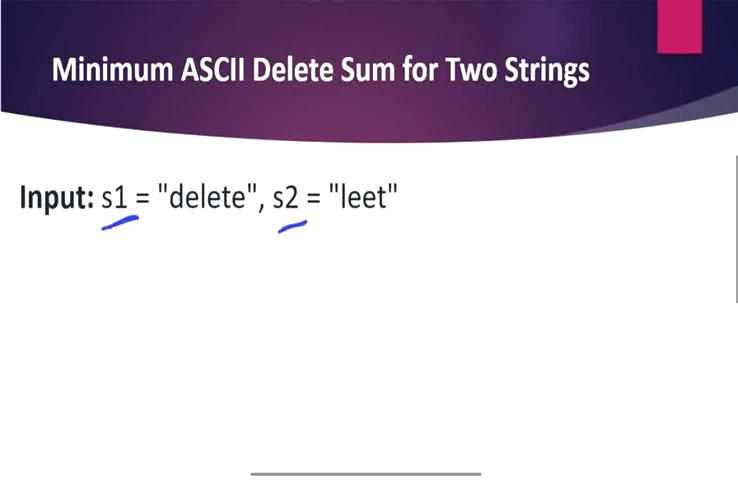 Minimum ASCII Delete Sum for Two Strings
Input: s1 = "delete", s2 = "leet"